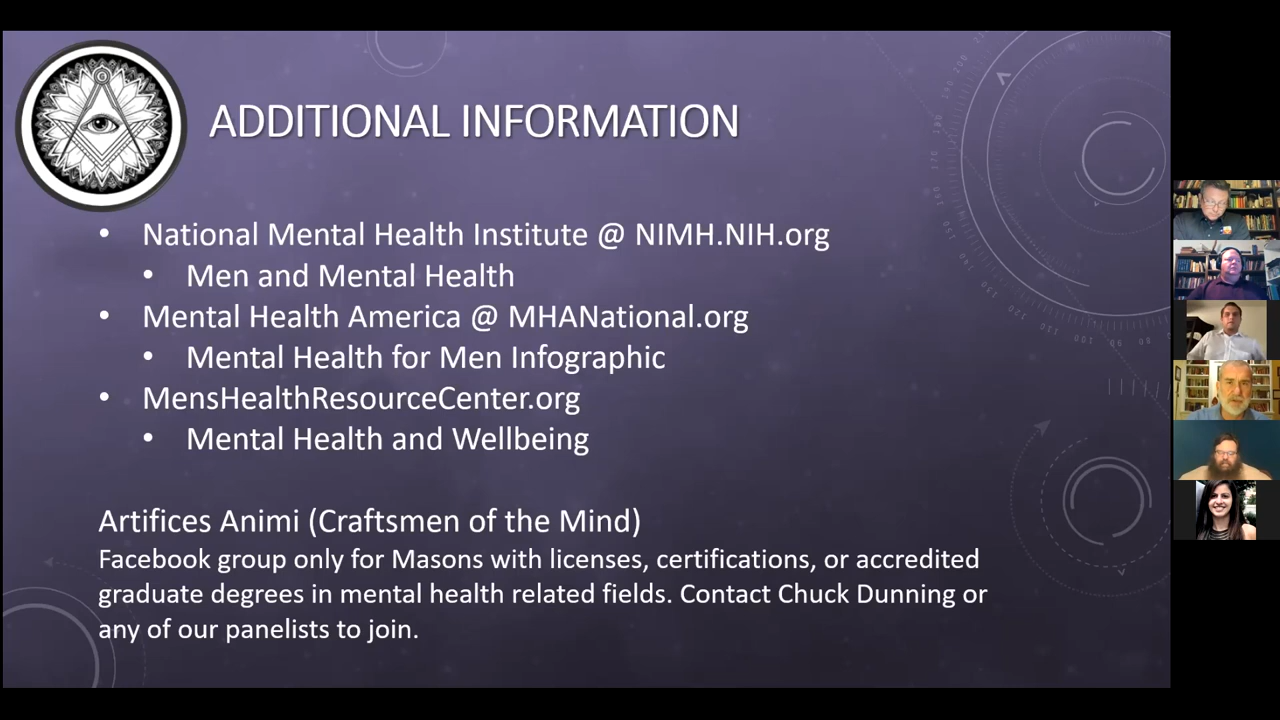 ADDITIONAL INFORMATION
• National Mental Health Institute @ NIMH.NIH.org
• Men and Mental Health
• Mental Health America @ MHANational.org
• Mental Health for Men Infographic
• MensHealthResourceCenter.org
• Mental Health and Wellbeing
Artifices Animi (Craftsmen of the Mind)
Facebook group only for Masons with licenses, certifications, or accredited
graduate degrees in mental health related fields. Contact Chuck Dunning or
any of our panelists to join.